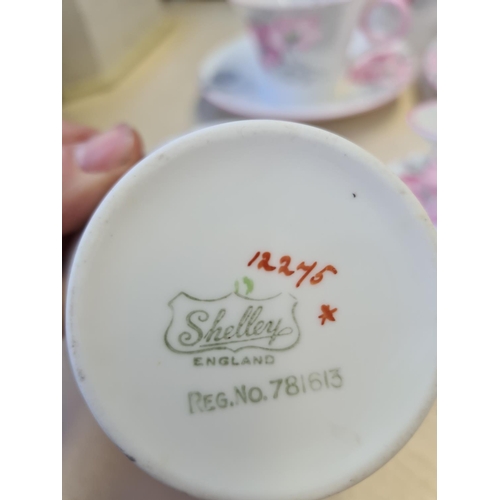 12275
*
Shelley
ENGLAND
REG. NO. 781613